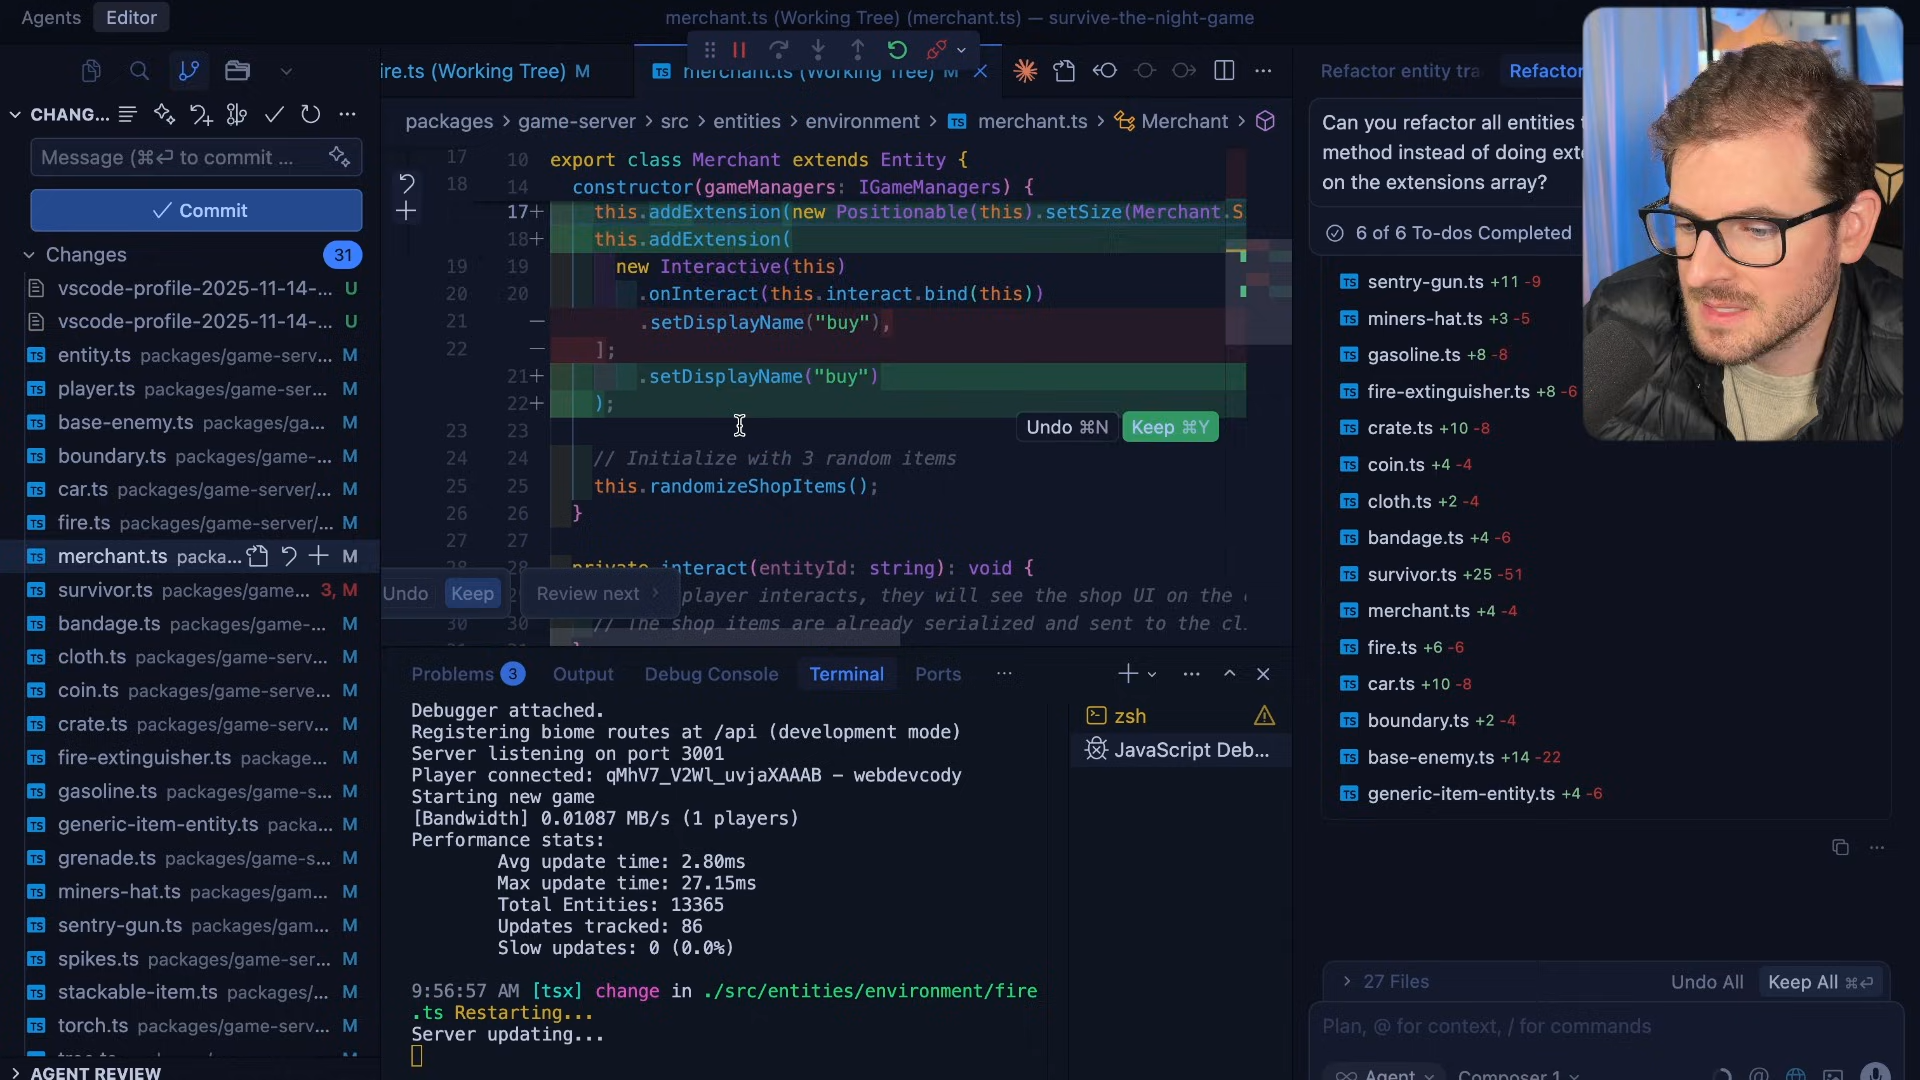 Agents Editor
merchant.ts (Working Tree) (merchant.ts) — survive-the-night-game
ire.ts (Working Tree) M
merchant.ts (Working Tree) M
CHANG...
Message (⌘⏎ to commit ...
Commit
Changes 31
vscode-profile-2025-11-14-... U
vscode-profile-2025-11-14-... U
entity.ts packages/game-serv... M
player.ts packages/game-ser... M
base-enemy.ts packages/ga... M
boundary.ts packages/game-... M
car.ts packages/game-server/... M
fire.ts packages/game-server/... M
merchant.ts packa... M
survivor.ts packages/game... 3, M
bandage.ts packages/game-... M
cloth.ts packages/game-serv... M
coin.ts packages/game-serve... M
crate.ts packages/game-serv... M
fire-extinguisher.ts package... M
gasoline.ts packages/game-s... M
generic-item-entity.ts packa... M
grenade.ts packages/game-s... M
miners-hat.ts packages/gam... M
sentry-gun.ts packages/gam... M
spikes.ts packages/game-ser... M
stackable-item.ts packages/... M
torch.ts packages/game-serv... M
AGENT REVIEW
packages > game-server > src > entities > environment > merchant.ts > Merchant >
17 10 export class Merchant extends Entity {
18 14 constructor(gameManagers: IGameManagers) {
17+ this.addExtension(new Positionable(this).setSize(Merchant.S
18+ this.addExtension(
19 19 new Interactive(this)
20 20 .onInteract(this.interact.bind(this))
21 — .setDisplayName("buy"),
22 — ];
21+ .setDisplayName("buy")
22+ );
23 23
Undo ⌘N Keep ⌘Y
24 24 // Initialize with 3 random items
25 25 this.randomizeShopItems();
26 26 }
27 27
28 28 private interact(entityId: string): void {
Undo Keep Review next >
player interacts, they will see the shop UI on the
30 30 // The shop items are already serialized and sent to the cl.
Problems 3 Output Debug Console Terminal Ports ...
Debugger attached.
Registering biome routes at /api (development mode)
Server listening on port 3001
Player connected: qMhV7_V2Wl_uvjaXAAAB – webdevcody
Starting new game
[Bandwidth] 0.01087 MB/s (1 players)
Performance stats:
Avg update time: 2.80ms
Max update time: 27.15ms
Total Entities: 13365
Updates tracked: 86
Slow updates: 0 (0.0%)
9:56:57 AM [tsx] change in ./src/entities/environment/fire
.ts Restarting...
Server updating...
zsh
JavaScript Deb...
Refactor entity tra Refactor
Can you refactor all entities
method instead of doing ext
on the extensions array?
6 of 6 To-dos Completed
sentry-gun.ts +11 -9
miners-hat.ts +3 -5
gasoline.ts +8 -8
fire-extinguisher.ts +8 -6
crate.ts +10 -8
coin.ts +4 -4
cloth.ts +2 -4
bandage.ts +4 -6
survivor.ts +25 -51
merchant.ts +4 -4
fire.ts +6 -6
car.ts +10 -8
boundary.ts +2 -4
base-enemy.ts +14 -22
generic-item-entity.ts +4 -6
> 27 Files Undo All Keep All ⌘⏎
Plan, @ for context, / for commands
Agent Composer 1